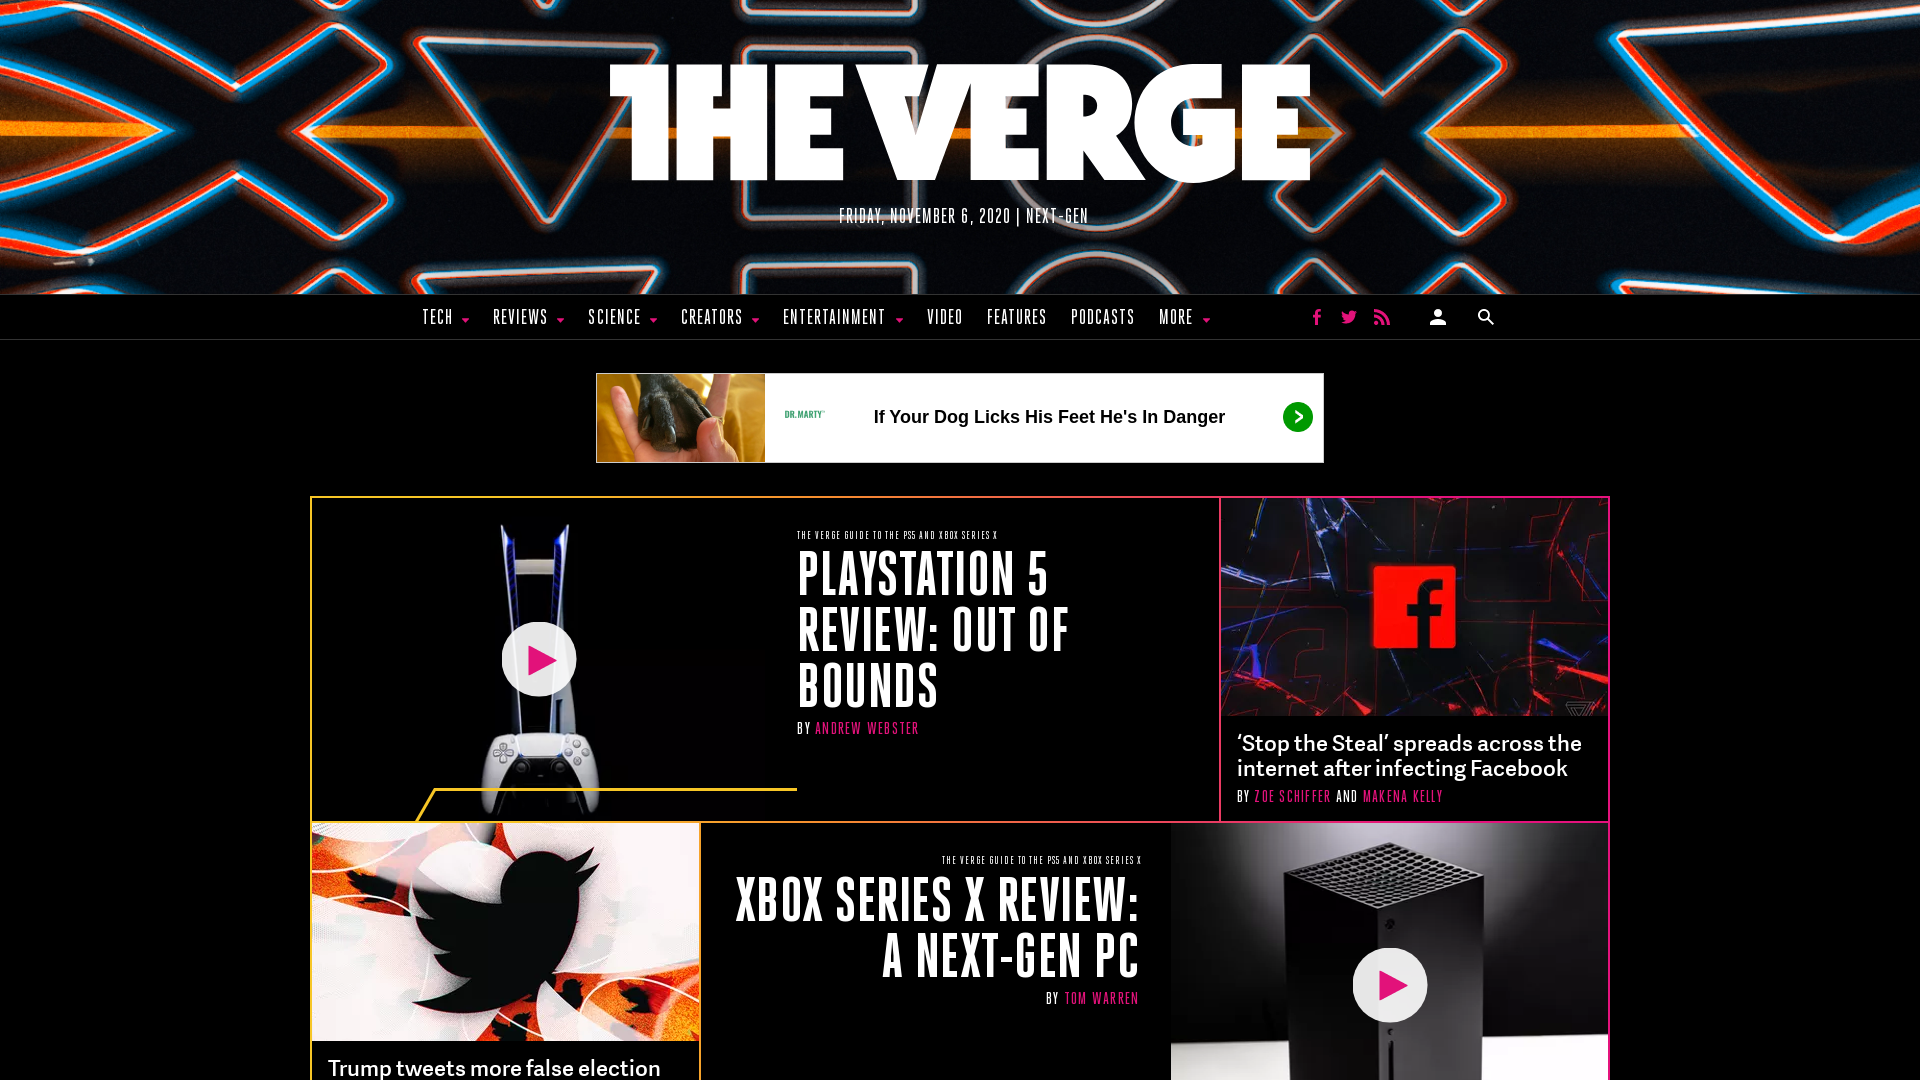 THE VERGE
FRIDAY, NOVEMBER 6, 2020 | NEXT-GEN
TECH REVIEWS SCIENCE CREATORS ENTERTAINMENT VIDEO FEATURES PODCASTS MORE
DR. MARTY
If Your Dog Licks His Feet He's In Danger
THE VERGE GUIDE TO THE PS5 AND XBOX SERIES X
PLAYSTATION 5
REVIEW: OUT OF
BOUNDS
BY ANDREW WEBSTER
‘Stop the Steal’ spreads across the
internet after infecting Facebook
BY ZOE SCHIFFER AND MAKENA KELLY
THE VERGE GUIDE TO THE PS5 AND XBOX SERIES X
XBOX SERIES X REVIEW:
A NEXT-GEN PC
BY TOM WARREN
Trump tweets more false election